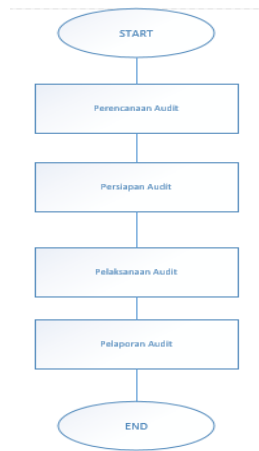 START
Perencanaan Audit
Persiapan Audit
Pelaksanaan Audit
Pelaporan Audit
END